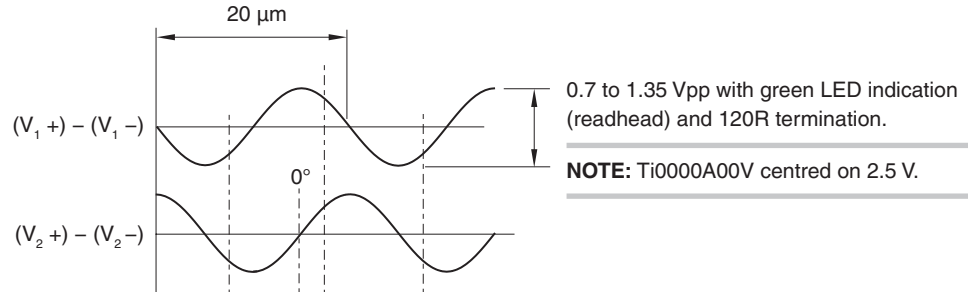 20 µm
0.7 to 1.35 Vpp with green LED indication
(readhead) and 120R termination.
(V₁ +) – (V₁ –)
NOTE: Ti0000A00V centred on 2.5 V.
0°
(V₂ +) – (V₂ –)